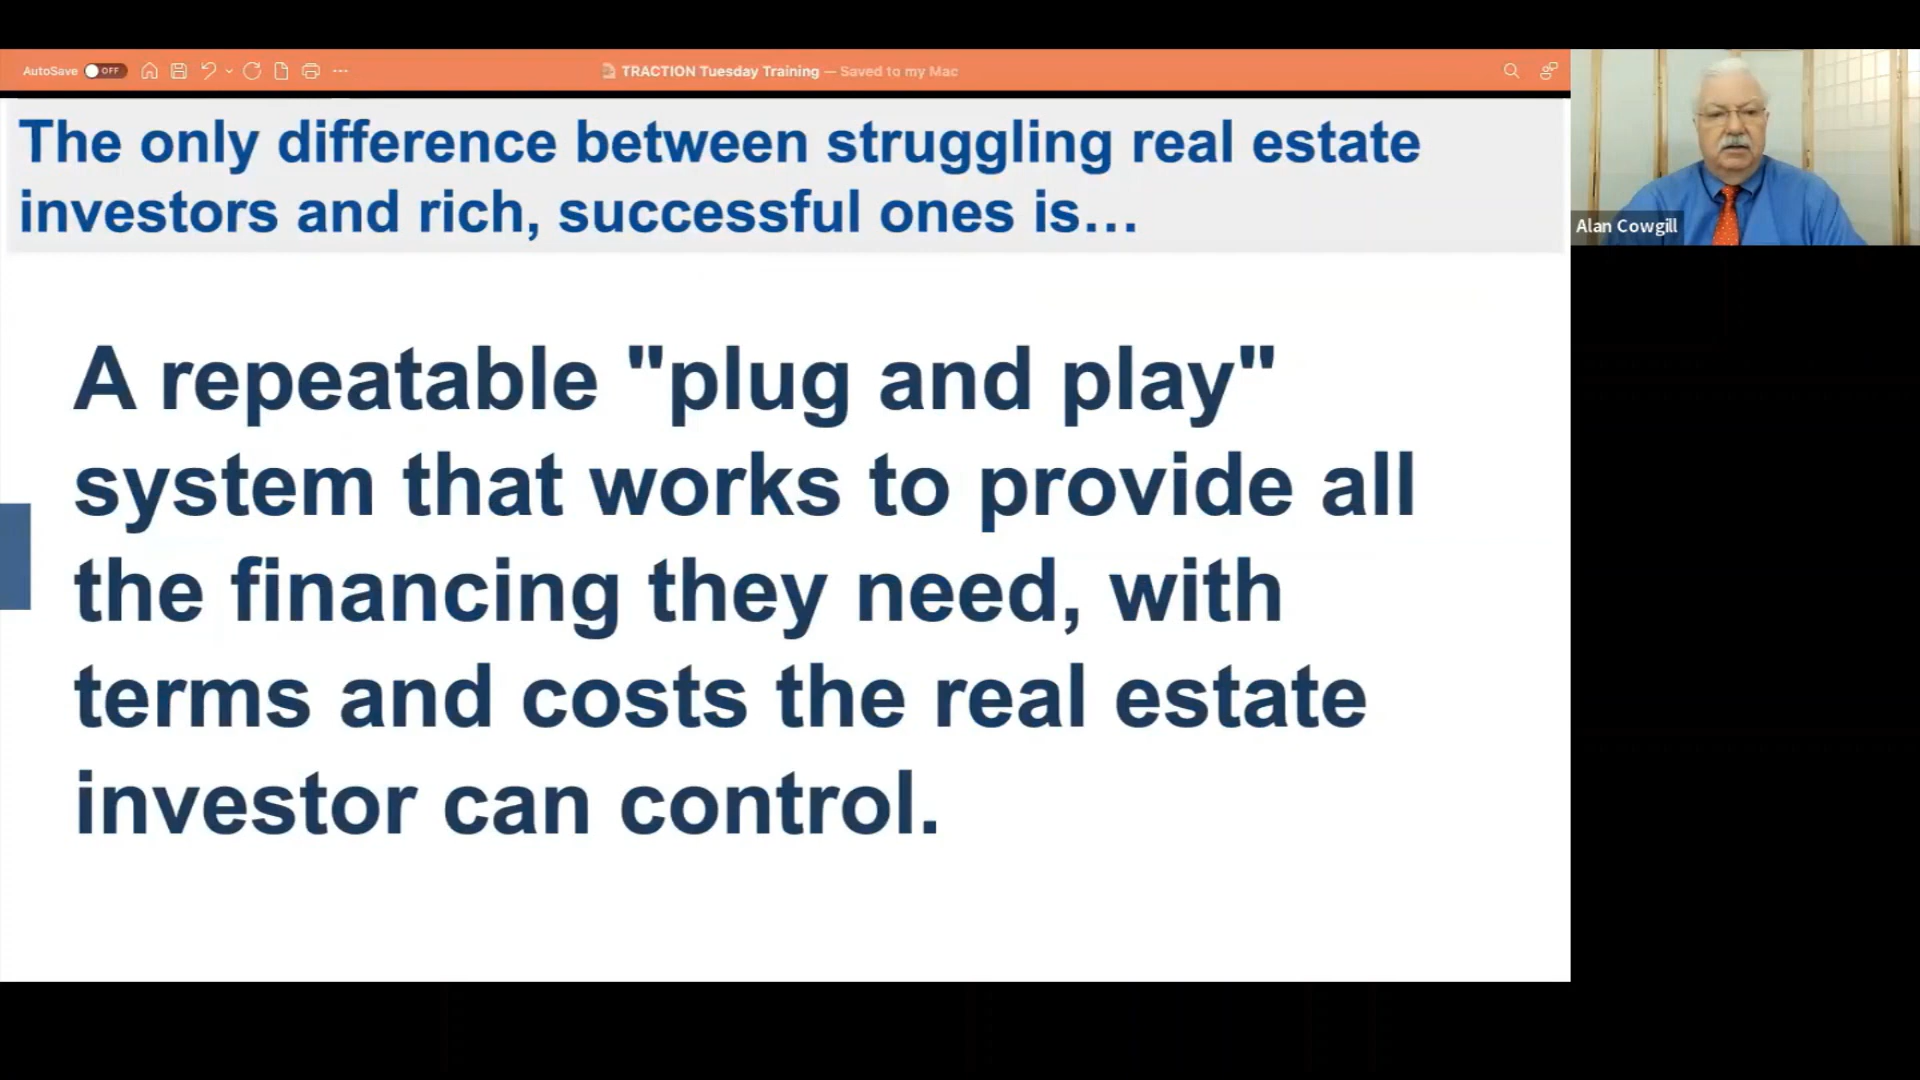 AutoSave OFF TRACTION Tuesday Training — Saved to my Mac
The only difference between struggling real estate
investors and rich, successful ones is...
Alan Cowgill
A repeatable "plug and play"
system that works to provide all
the financing they need, with
terms and costs the real estate
investor can control.